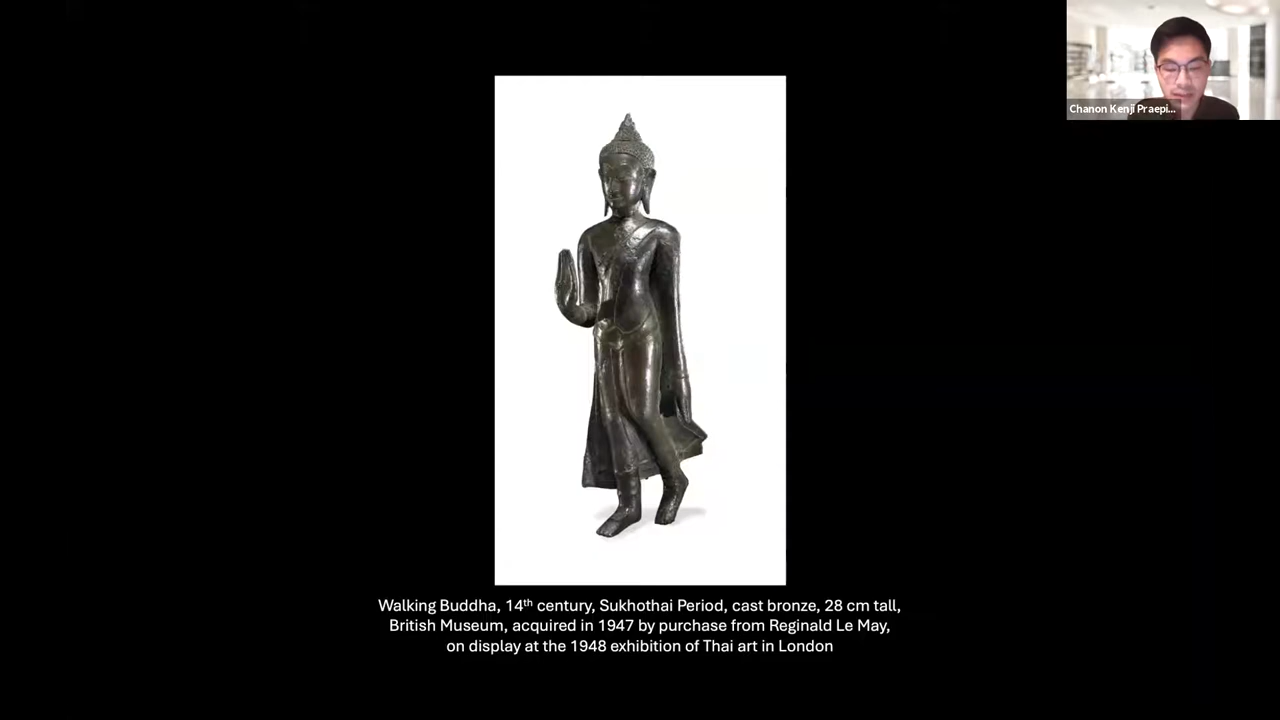 Chanon Kenji Praepi...
Walking Buddha, 14th century, Sukhothai Period, cast bronze, 28 cm tall,
British Museum, acquired in 1947 by purchase from Reginald Le May,
on display at the 1948 exhibition of Thai art in London